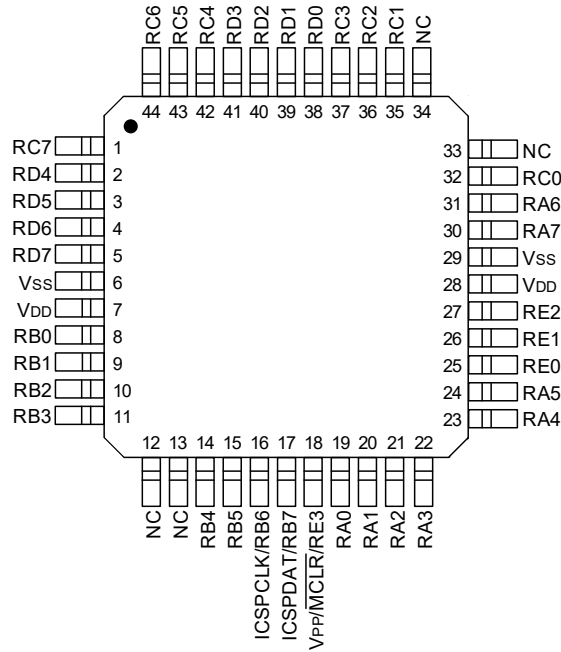 RC6 RC5 RC4 RD3 RD2 RD1 RD0 RC3 RC2 RC1 NC
44 43 42 41 40 39 38 37 36 35 34
RC7 1 33 NC
RD4 2 32 RC0
RD5 3 31 RA6
RD6 4 30 RA7
RD7 5 29 VSS
VSS 6 28 VDD
VDD 7 27 RE2
RB0 8 26 RE1
RB1 9 25 RE0
RB2 10 24 RA5
RB3 11 23 RA4
12 13 14 15 16 17 18 19 20 21 22
NC NC RB4 RB5 ICSPCLK/RB6 ICSPDAT/RB7 VPP/MCLR/RE3 RA0 RA1 RA2 RA3